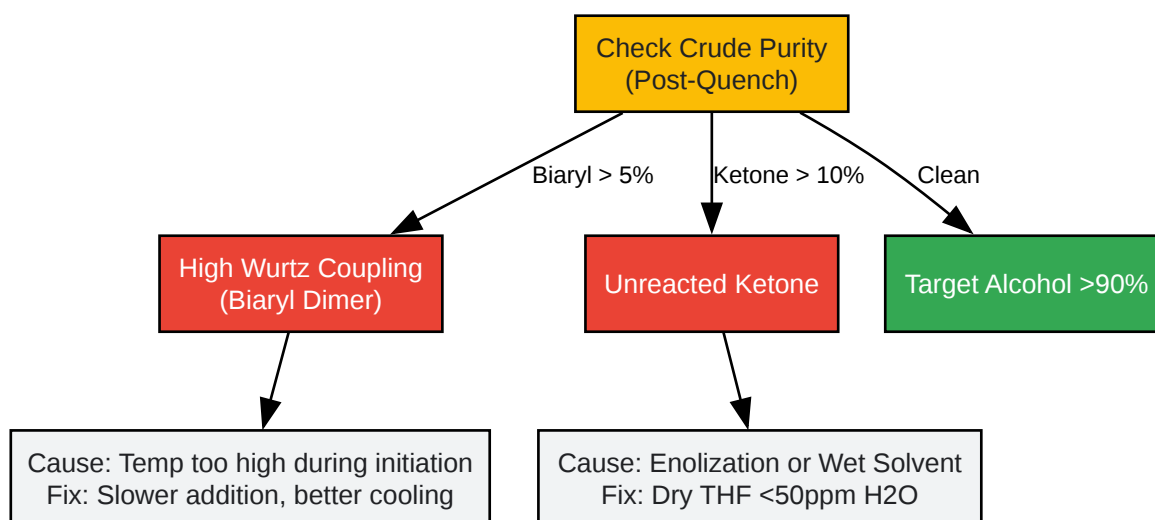 Check Crude Purity
(Post-Quench)
Biaryl > 5%
Ketone > 10%
Clean
High Wurtz Coupling
(Biaryl Dimer)
Unreacted Ketone
Target Alcohol >90%
Cause: Temp too high during initiation
Fix: Slower addition, better cooling
Cause: Enolization or Wet Solvent
Fix: Dry THF <50ppm H2O